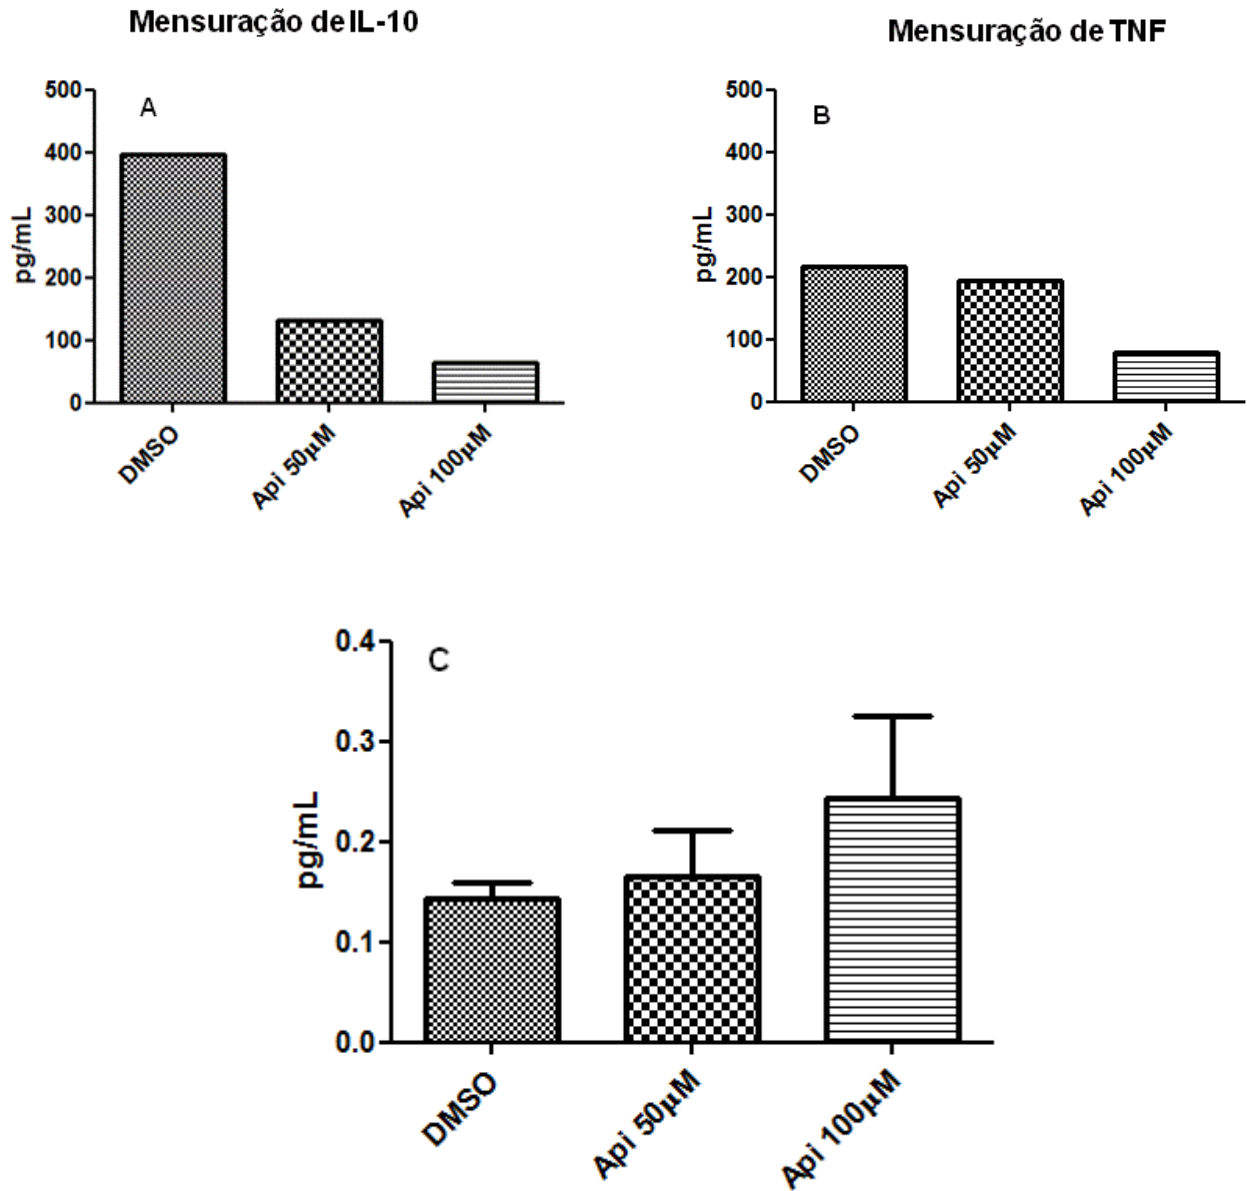 Mensuração de IL-10
A
500
400
300
200
100
0
pg/mL
DMSO
Api 50µM
Api 100µM
Mensuração de TNF
B
500
400
300
200
100
0
pg/mL
DMSO
Api 50µM
Api 100µM
C
0.4
0.3
0.2
0.1
0.0
pg/mL
DMSO
Api 50µM
Api 100µM